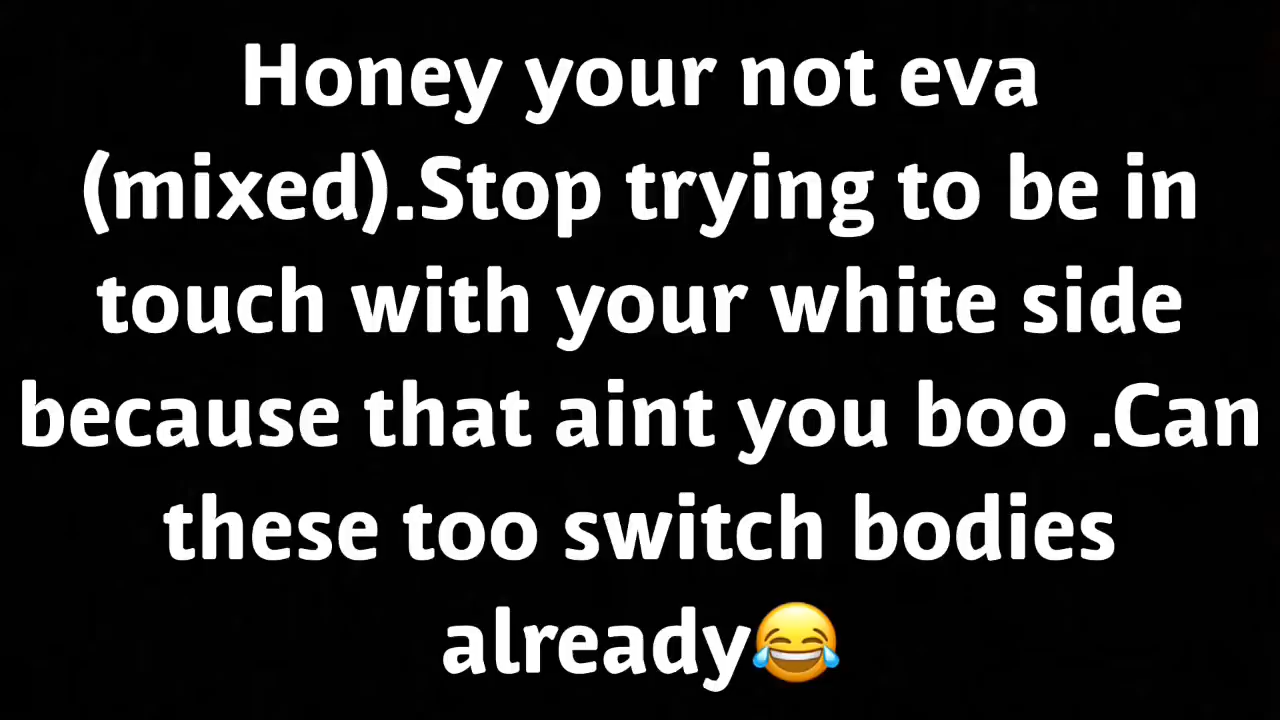 Honey your not eva
(mixed).Stop trying to be in
touch with your white side
because that aint you boo .Can
these too switch bodies
already😂